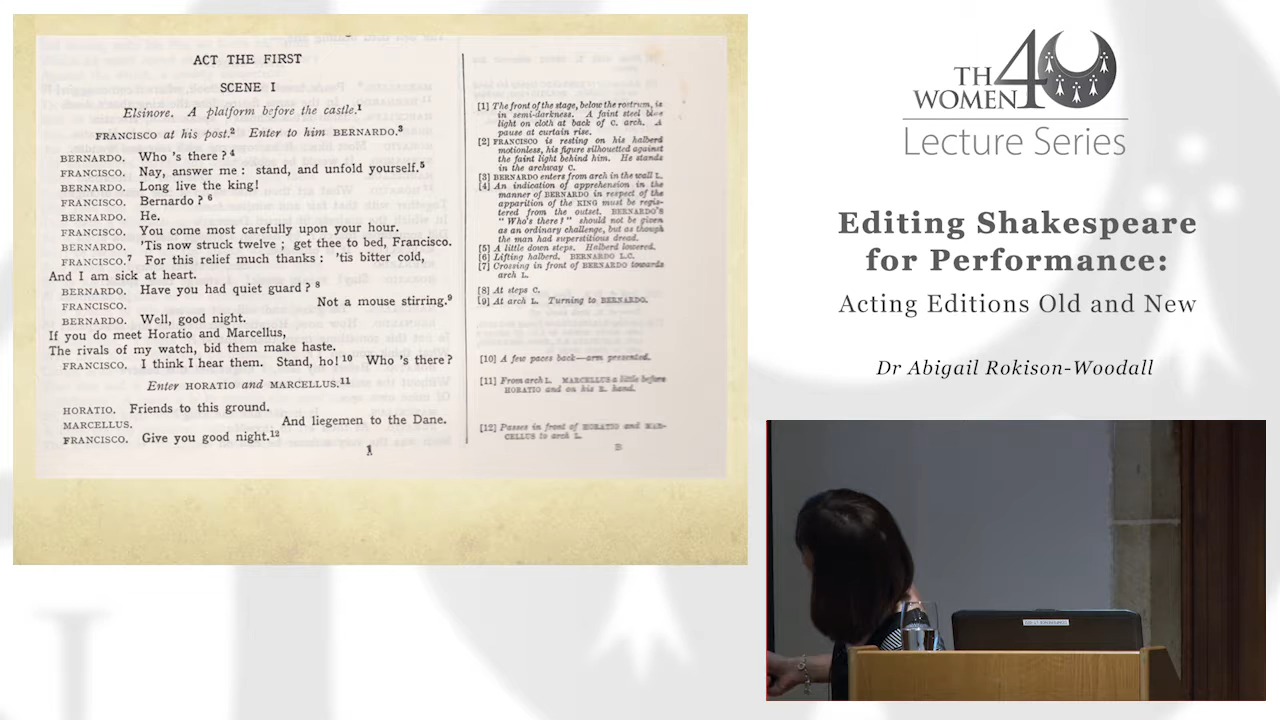 ACT THE FIRST
SCENE I
Elsinore. A platform before the castle.¹
FRANCISCO at his post.² Enter to him BERNARDO.³
BERNARDO. Who 's there?⁴
FRANCISCO. Nay, answer me: stand, and unfold yourself.⁵
BERNARDO. Long live the king!
FRANCISCO. Bernardo?⁶
BERNARDO. He.
FRANCISCO. You come most carefully upon your hour.
BERNARDO. 'Tis now struck twelve; get thee to bed, Francisco.
FRANCISCO.⁷ For this relief much thanks: 'tis bitter cold,
And I am sick at heart.
BERNARDO. Have you had quiet guard?⁸
FRANCISCO. Not a mouse stirring.⁹
BERNARDO. Well, good night.
If you do meet Horatio and Marcellus,
The rivals of my watch, bid them make haste.
FRANCISCO. I think I hear them. Stand, ho!¹⁰ Who 's there?
Enter HORATIO and MARCELLUS.¹¹
HORATIO. Friends to this ground.
MARCELLUS. And liegemen to the Dane.
FRANCISCO. Give you good night.¹²
1
[1] The front of the stage, below the rostrum, is
in semi-darkness. A faint steel blue
light on cloth at back of C. arch. A
pause at curtain rise.
[2] FRANCISCO is resting on his halberd
motionless, his figure silhouetted against
the faint light behind him. He stands
in the archway C.
[3] BERNARDO enters from arch in the wall L.
[4] An indication of apprehension in the
manner of BERNARDO in respect of the
apparition of the KING must be regis-
tered from the outset. BERNARDO'S
"Who's there?" should not be given
as an ordinary challenge, but as though
the man had superstitious dread.
[5] A little down steps. Halberd lowered.
[6] Lifting halberd. BERNARDO L.C.
[7] Crossing in front of BERNARDO towards
arch L.
[8] At steps C.
[9] At arch L. Turning to BERNARDO.
[10] A few paces back—arm presented.
[11] From arch L. MARCELLUS a little before
HORATIO and on his R. hand.
[12] Passes in front of HORATIO and MAR-
CELLUS to arch L.
B
TH40
WOMEN
Lecture Series
Editing Shakespeare
for Performance:
Acting Editions Old and New
Dr Abigail Rokison-Woodall